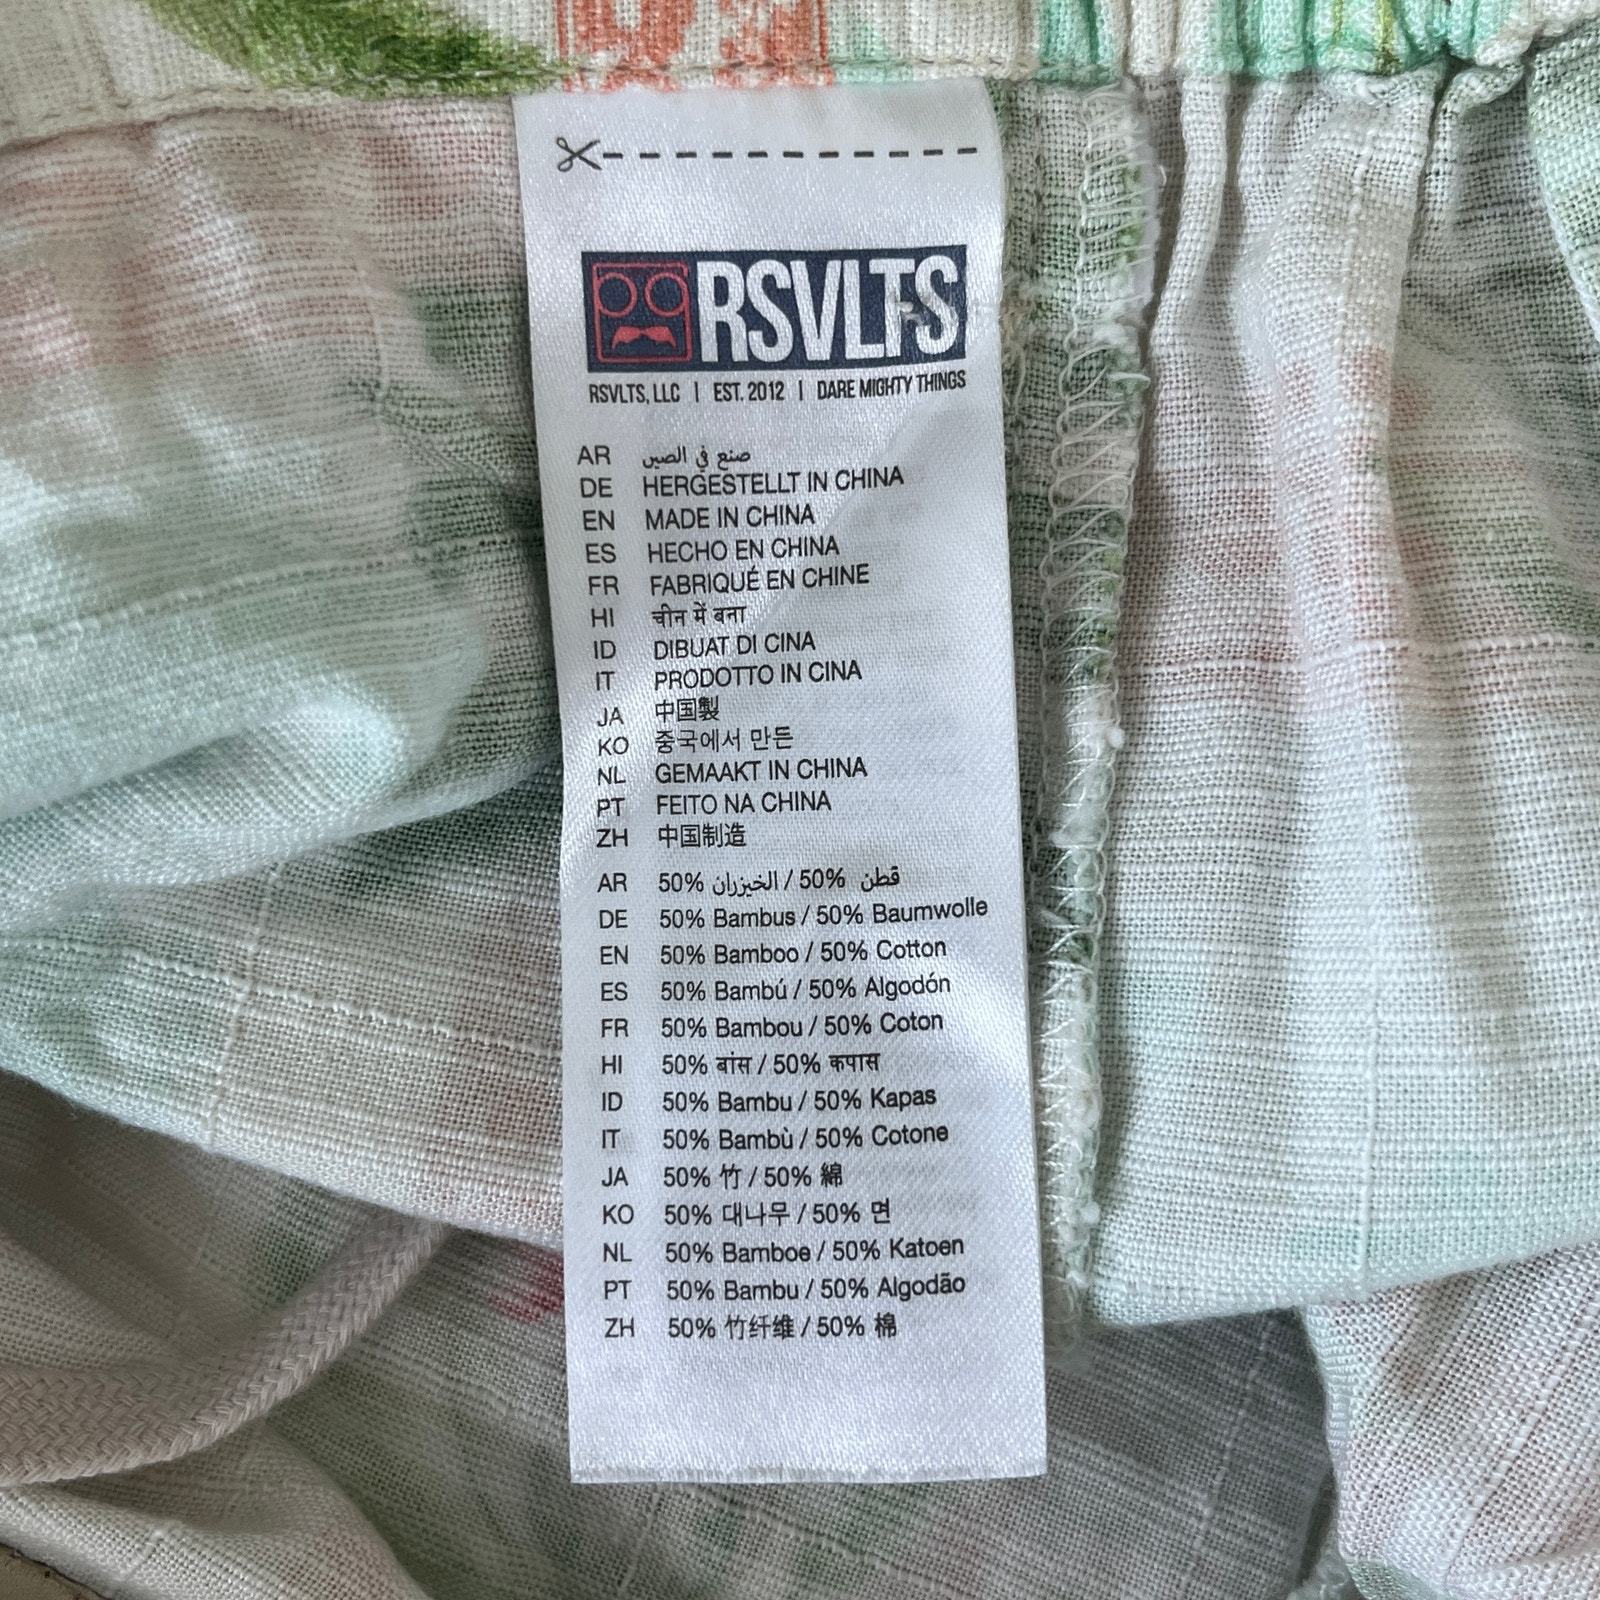 RSVLTS
RSVLTS, LLC | EST. 2012 | DARE MIGHTY THINGS
AR صنع في الصين
DE HERGESTELLT IN CHINA
EN MADE IN CHINA
ES HECHO EN CHINA
FR FABRIQUÉ EN CHINE
HI चीन में बना
ID DIBUAT DI CINA
IT PRODOTTO IN CINA
JA 中国製
KO 중국에서 만든
NL GEMAAKT IN CHINA
PT FEITO NA CHINA
ZH 中国制造
AR 50% الخيزران / 50% قطن
DE 50% Bambus / 50% Baumwolle
EN 50% Bamboo / 50% Cotton
ES 50% Bambú / 50% Algodón
FR 50% Bambou / 50% Coton
HI 50% बांस / 50% कपास
ID 50% Bambu / 50% Kapas
IT 50% Bambù / 50% Cotone
JA 50% 竹 / 50% 綿
KO 50% 대나무 / 50% 면
NL 50% Bamboe / 50% Katoen
PT 50% Bambu / 50% Algodão
ZH 50% 竹纤维 / 50% 棉